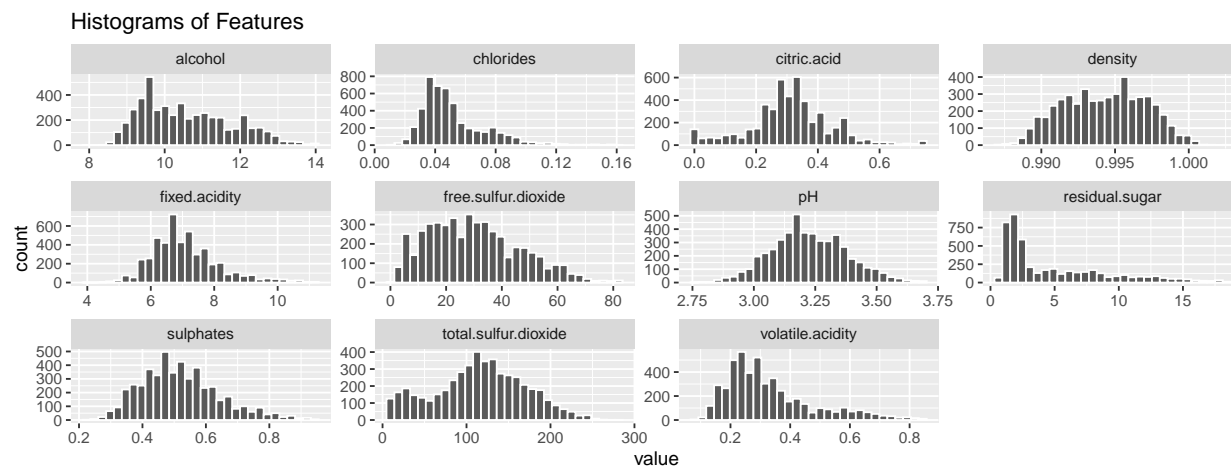 Histograms of Features
alcohol chlorides citric.acid density
400
200
0
8 10 12 14
800
600
400
200
0
0.00 0.04 0.08 0.12 0.16
600
400
200
0
0.0 0.2 0.4 0.6
400
300
200
100
0
0.990 0.995 1.000
fixed.acidity free.sulfur.dioxide pH residual.sugar
600
400
200
0
4 6 8 10
300
200
100
0
0 20 40 60 80
500
400
300
200
100
0
2.75 3.00 3.25 3.50 3.75
750
500
250
0
0 5 10 15
count
sulphates total.sulfur.dioxide volatile.acidity
500
400
300
200
100
0
0.2 0.4 0.6 0.8
400
300
200
100
0
0 100 200 300
400
200
0
0.2 0.4 0.6 0.8
value